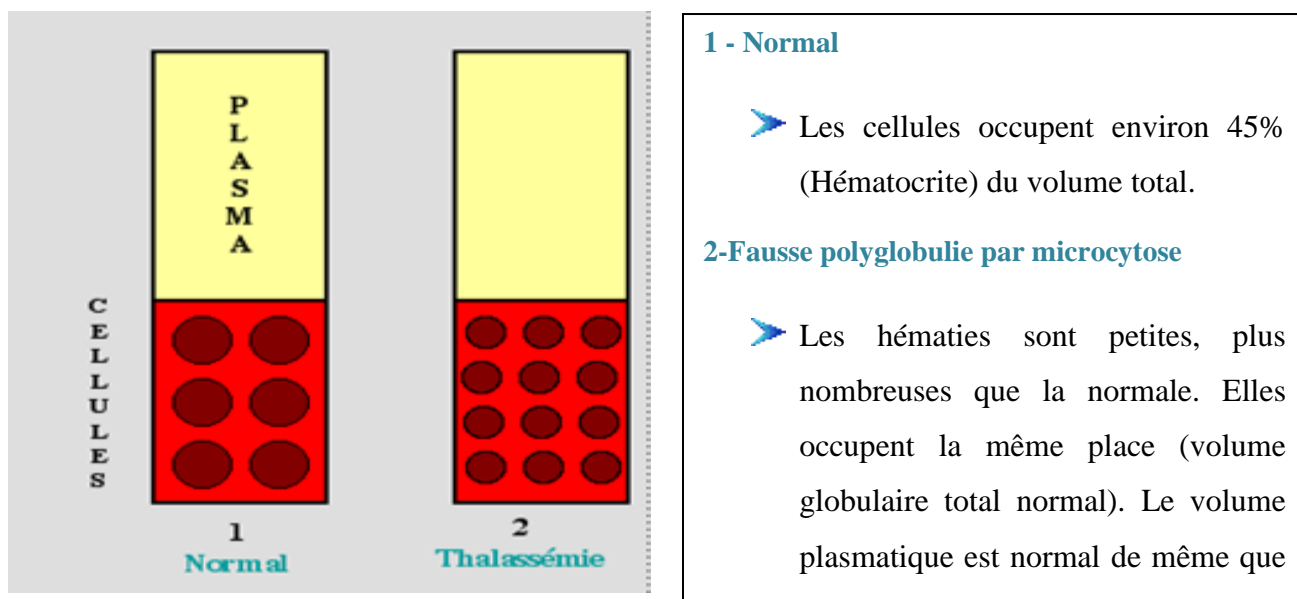 PLASMA
CELLULES
1
Normal
2
Thalassémie
1 - Normal
Les cellules occupent environ 45%
(Hématocrite) du volume total.
2-Fausse polyglobulie par microcytose
Les hématies sont petites, plus
nombreuses que la normale. Elles
occupent la même place (volume
globulaire total normal). Le volume
plasmatique est normal de même que